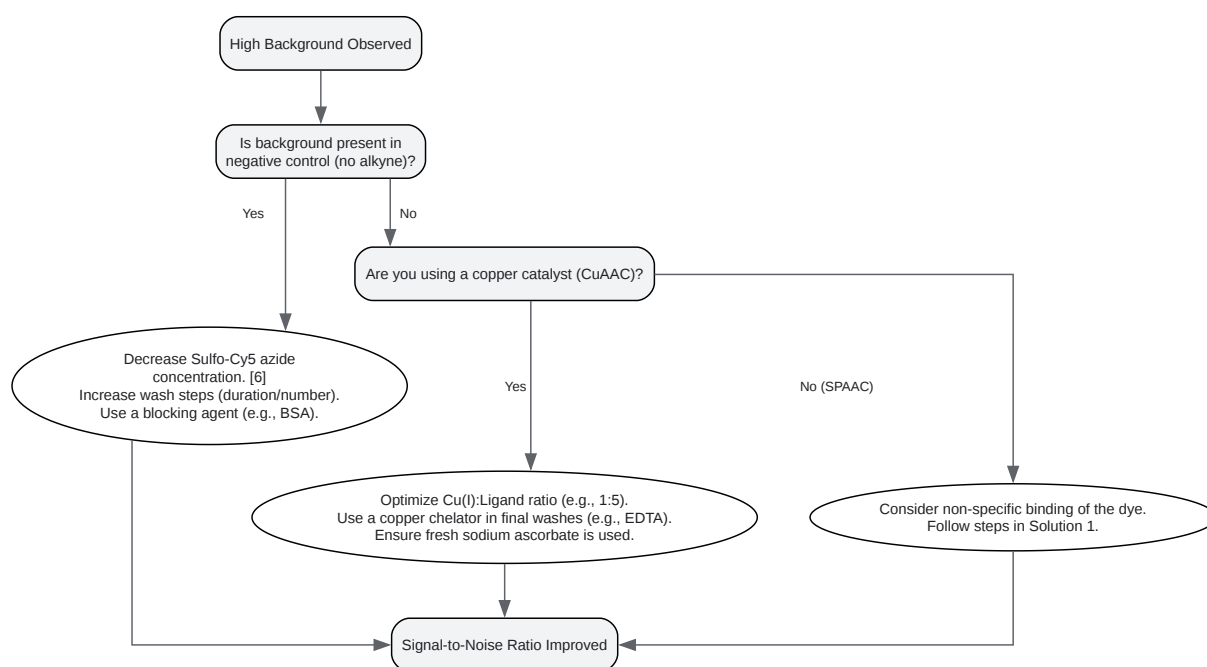 High Background Observed
Is background present in
negative control (no alkyne)?
Yes
No
Are you using a copper catalyst (CuAAC)?
Decrease Sulfo-Cy5 azide
concentration. [6]
Increase wash steps (duration/number).
Use a blocking agent (e.g., BSA).
Yes
No (SPAAC)
Optimize Cu(I):Ligand ratio (e.g., 1:5).
Use a copper chelator in final washes (e.g., EDTA).
Ensure fresh sodium ascorbate is used.
Consider non-specific binding of the dye.
Follow steps in Solution 1.
Signal-to-Noise Ratio Improved